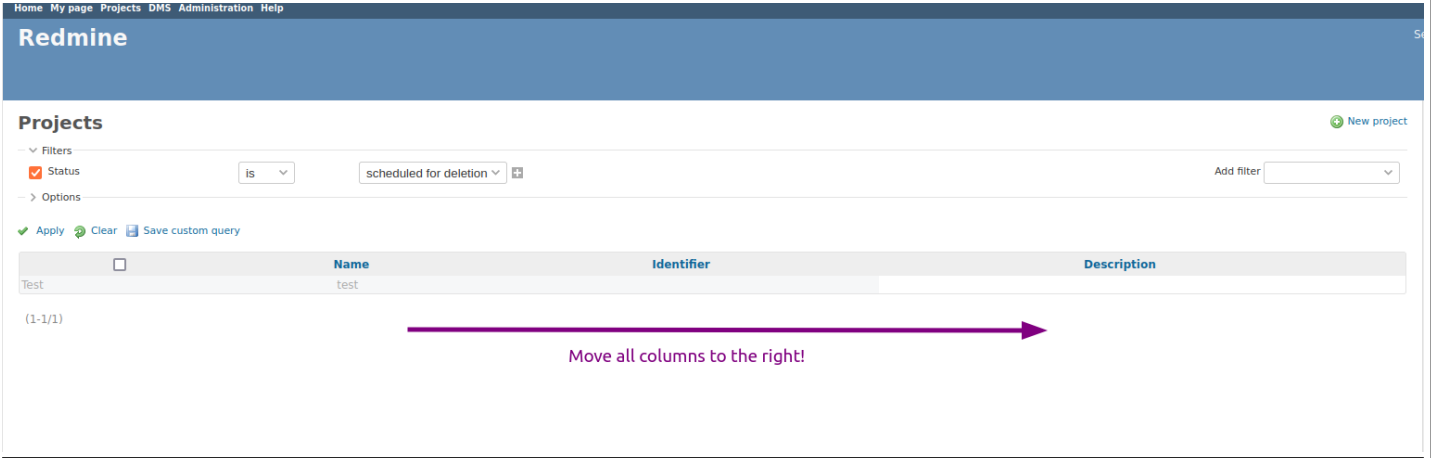 Home My page Projects DMS Administration Help
Redmine
Projects
New project
Filters
Status is scheduled for deletion Add filter
Options
Apply Clear Save custom query
Name Identifier Description
Test test
(1-1/1)
Move all columns to the right!